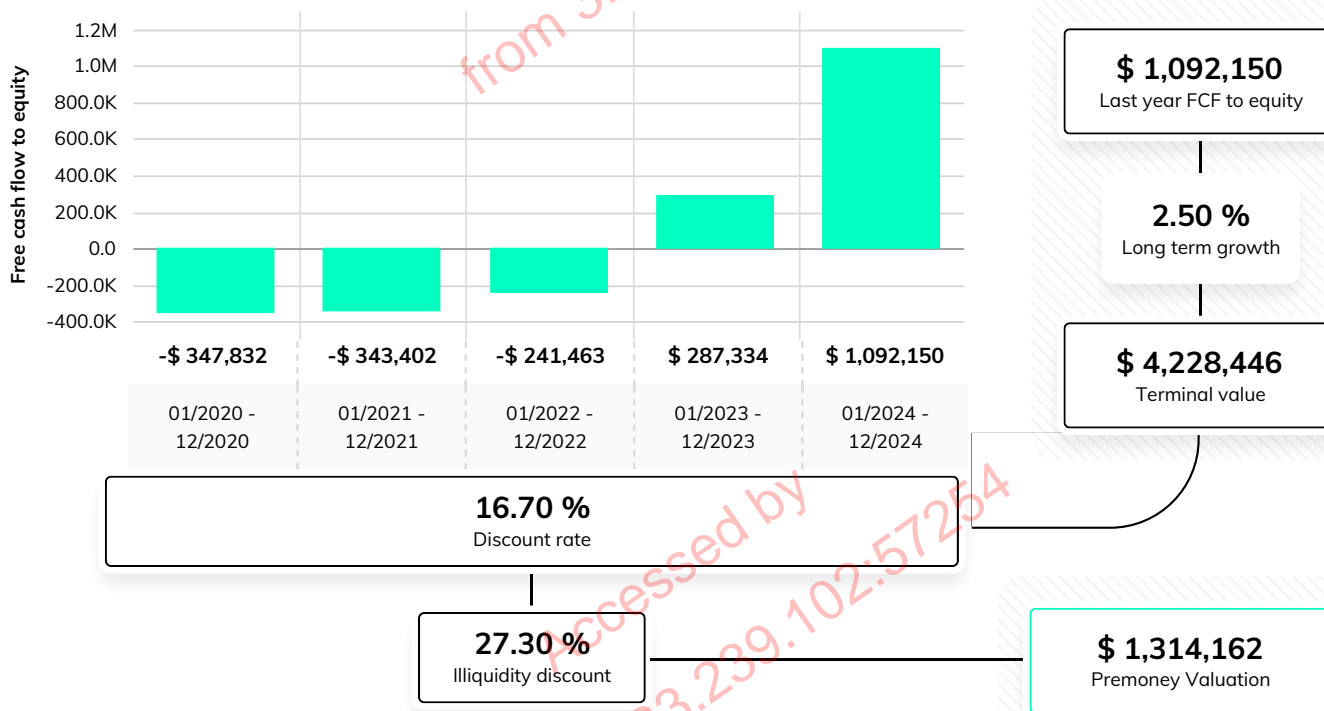 Free cash flow to equity
1.2M
1.0M
800.0K
600.0K
400.0K
200.0K
0.0
-200.0K
-400.0K
-$ 347,832
-$ 343,402
-$ 241,463
$ 287,334
$ 1,092,150
01/2020 -
12/2020
01/2021 -
12/2021
01/2022 -
12/2022
01/2023 -
12/2023
01/2024 -
12/2024
$ 1,092,150
Last year FCF to equity
2.50 %
Long term growth
$ 4,228,446
Terminal value
16.70 %
Discount rate
27.30 %
Illiquidity discount
$ 1,314,162
Premoney Valuation
Accessed by
from
239.102:57254